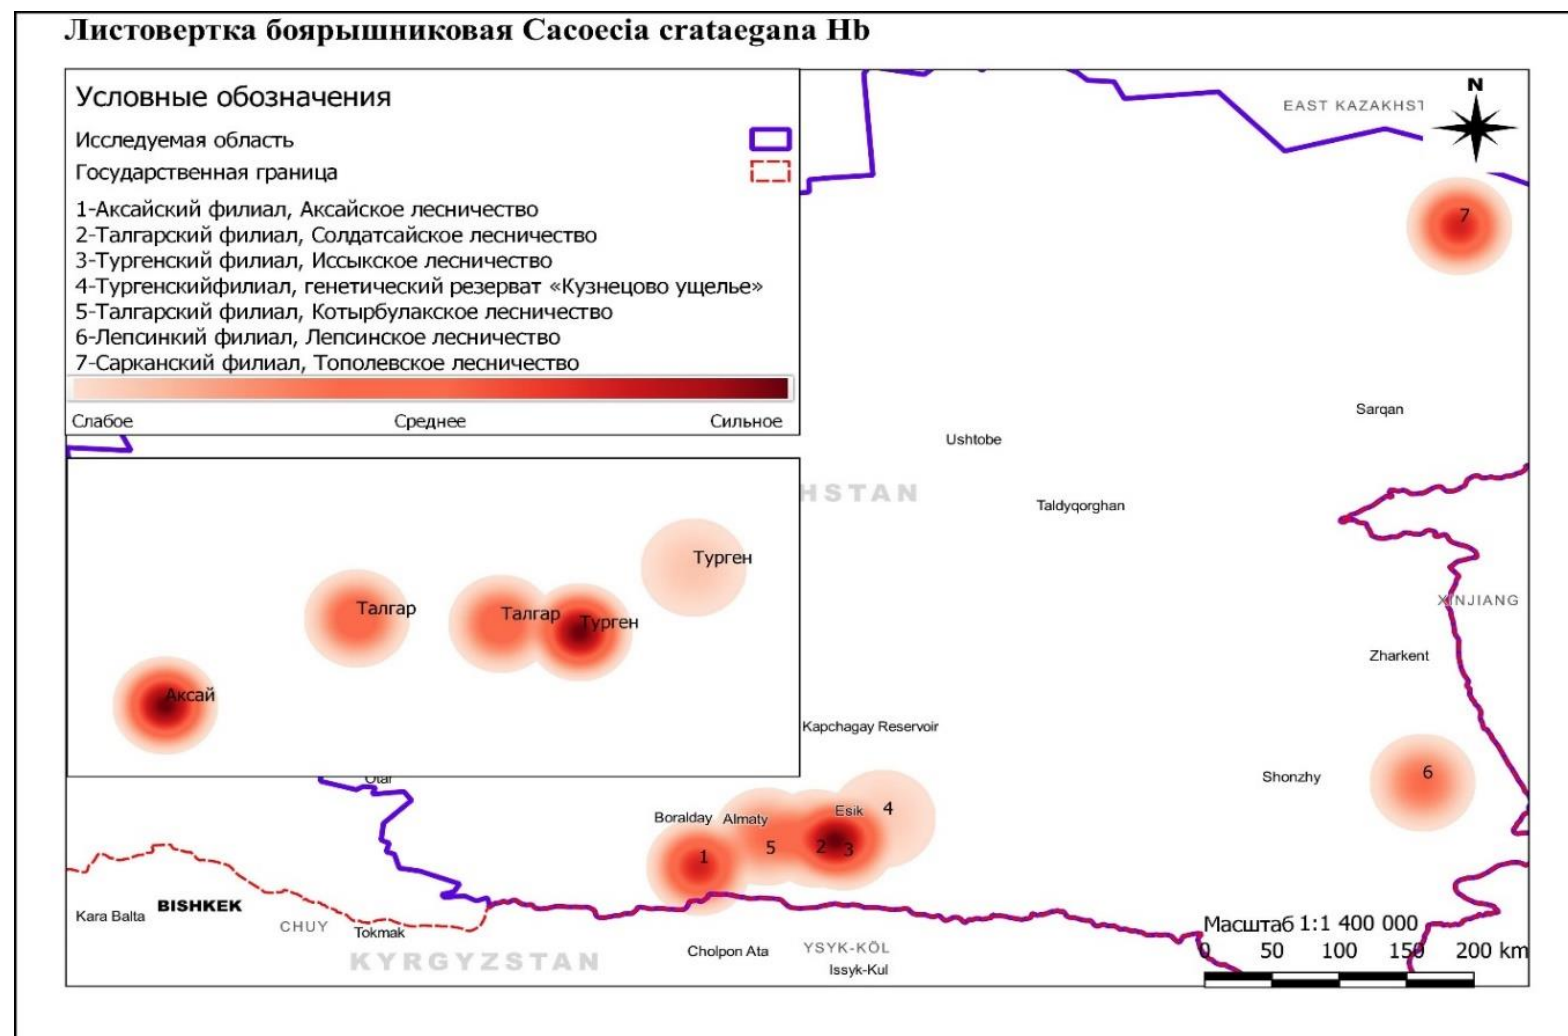 Листовертка боярышниковая Cacoecia crataegana Hb
Условные обозначения
Исследуемая область
Государственная граница
1-Аксайский филиал, Аксайское лесничество
2-Талгарский филиал, Солдатсайское лесничество
3-Тургенский филиал, Иссыкское лесничество
4-Тургенскийфилиал, генетический резерват «Кузнецово ущелье»
5-Талгарский филиал, Котырбулакское лесничество
6-Лепсинкий филиал, Лепсинское лесничество
7-Сарканский филиал, Тополевское лесничество
Слабое Среднее Сильное
N
EAST KAZAKHST
7
Sarqan
Ushtobe
HSTAN
Taldyqorghan
Турген
Талгар
Талгар
Турген
Аксай
XINJIANG
Zharkent
Kapchagay Reservoir
Shonzhy
6
Otar
Boralday
Almaty
Esik
4
1
5
2
3
BISHKEK
Kara Balta
CHUY
Tokmak
KYRGYZSTAN
Cholpon Ata
YSYK-KÖL
Issyk-Kul
Масштаб 1:1 400 000
0 50 100 150 200 km